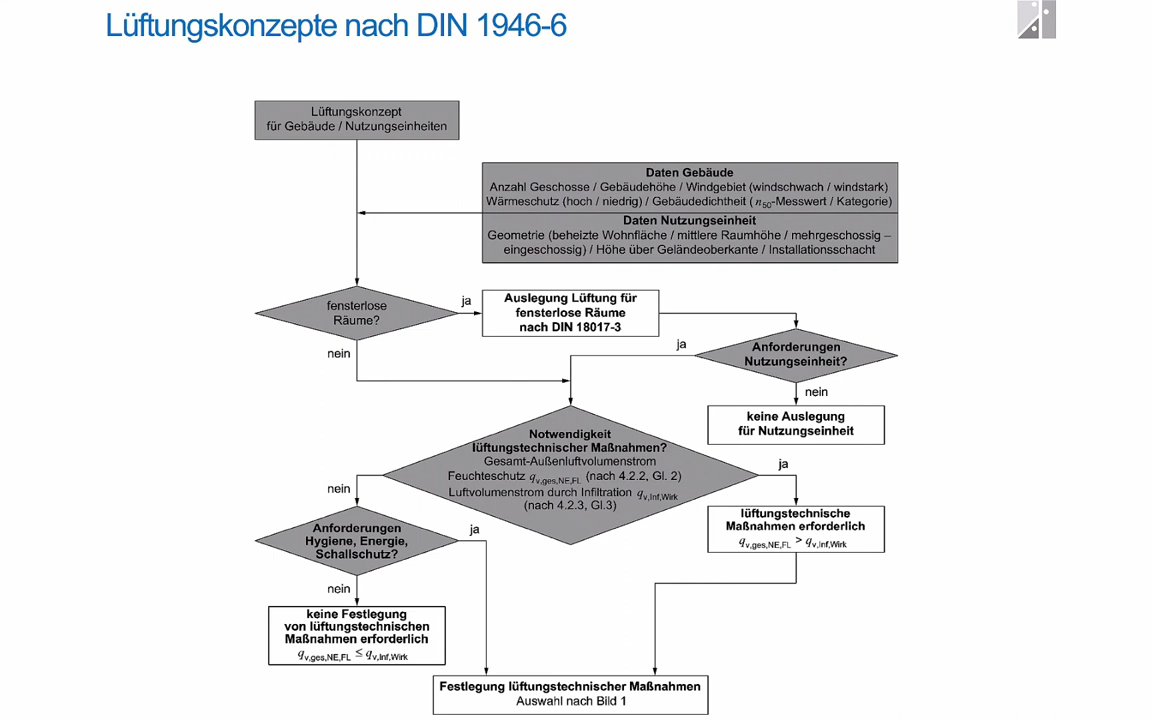 Lüftungskonzepte nach DIN 1946-6
Lüftungskonzept
für Gebäude / Nutzungseinheiten
Daten Gebäude
Anzahl Geschosse / Gebäudehöhe / Windgebiet (windschwach / windstark)
Wärmeschutz (hoch / niedrig) / Gebäudedichtheit ( n50-Messwert / Kategorie)
Daten Nutzungseinheit
Geometrie (beheizte Wohnfläche / mittlere Raumhöhe / mehrgeschossig –
eingeschossig) / Höhe über Geländeoberkante / Installationsschacht
fensterlose
Räume?
ja
Auslegung Lüftung für
fensterlose Räume
nach DIN 18017-3
nein
ja
Anforderungen
Nutzungseinheit?
nein
keine Auslegung
für Nutzungseinheit
Notwendigkeit
lüftungstechnischer Maßnahmen?
Gesamt-Außenluftvolumenstrom
Feuchteschutz qv,ges,NE,FL (nach 4.2.2, Gl. 2)
Luftvolumenstrom durch Infiltration qv,Inf,Wirk
(nach 4.2.3, Gl.3)
ja
nein
lüftungstechnische
Maßnahmen erforderlich
qv,ges,NE,FL > qv,Inf,Wirk
Anforderungen
Hygiene, Energie,
Schallschutz?
ja
nein
keine Festlegung
von lüftungstechnischen
Maßnahmen erforderlich
qv,ges,NE,FL ≤ qv,Inf,Wirk
Festlegung lüftungstechnischer Maßnahmen
Auswahl nach Bild 1